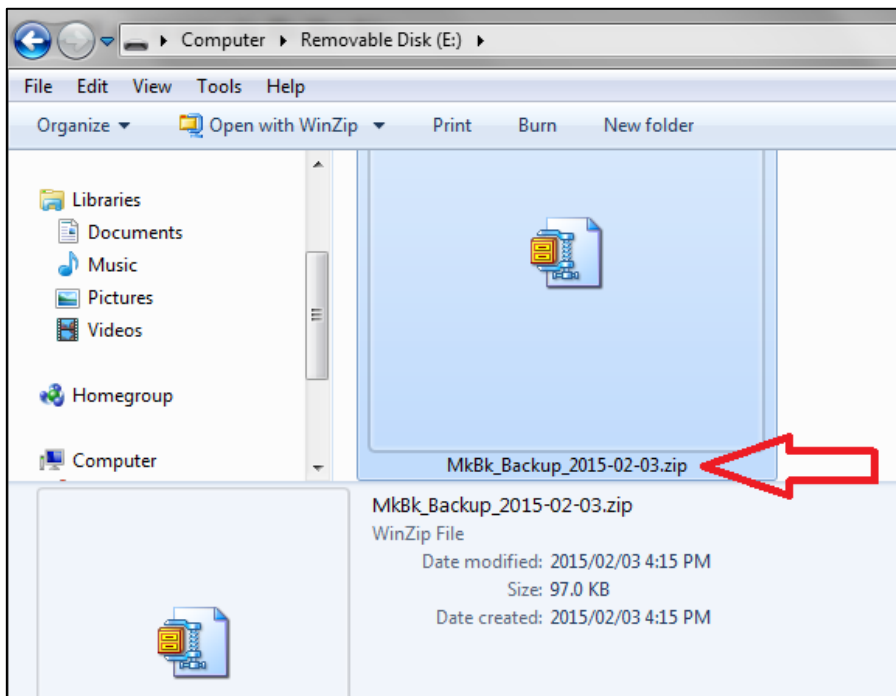 Computer Removable Disk (E:)
File Edit View Tools Help
Organize Open with WinZip Print Burn New folder
Libraries
Documents
Music
Pictures
Videos
Homegroup
Computer
MkBk_Backup_2015-02-03.zip
MkBk_Backup_2015-02-03.zip
WinZip File
Date modified: 2015/02/03 4:15 PM
Size: 97.0 KB
Date created: 2015/02/03 4:15 PM